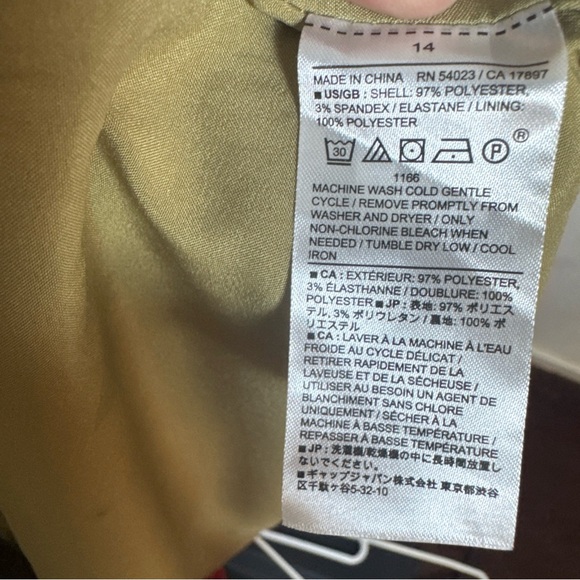 14
MADE IN CHINA RN 54023 / CA 17897
■ US/GB : SHELL: 97% POLYESTER,
3% SPANDEX / ELASTANE / LINING:
100% POLYESTER
30 P ®
1166
MACHINE WASH COLD GENTLE
CYCLE / REMOVE PROMPTLY FROM
WASHER AND DRYER / ONLY
NON-CHLORINE BLEACH WHEN
NEEDED / TUMBLE DRY LOW / COOL
IRON
■ CA : EXTÉRIEUR: 97% POLYESTER,
3% ÉLASTHANNE / DOUBLURE: 100%
POLYESTER ■ JP : 表地: 97% ポリエス
テル, 3% ポリウレタン / 裏地: 100% ポ
リエステル
■ CA : LAVER À LA MACHINE À L'EAU
FROIDE AU CYCLE DÉLICAT /
RETIRER RAPIDEMENT DE LA
LAVEUSE ET DE LA SÉCHEUSE /
UTILISER AU BESOIN UN AGENT DE
BLANCHIMENT SANS CHLORE
UNIQUEMENT / SÉCHER À LA
MACHINE À BASSE TEMPÉRATURE /
REPASSER À BASSE TEMPÉRATURE
■ JP : 洗濯機/乾燥機の中に長時間放置し
ないでください。
■ ギャップジャパン株式会社 東京都渋谷
区千駄ヶ谷5-32-10